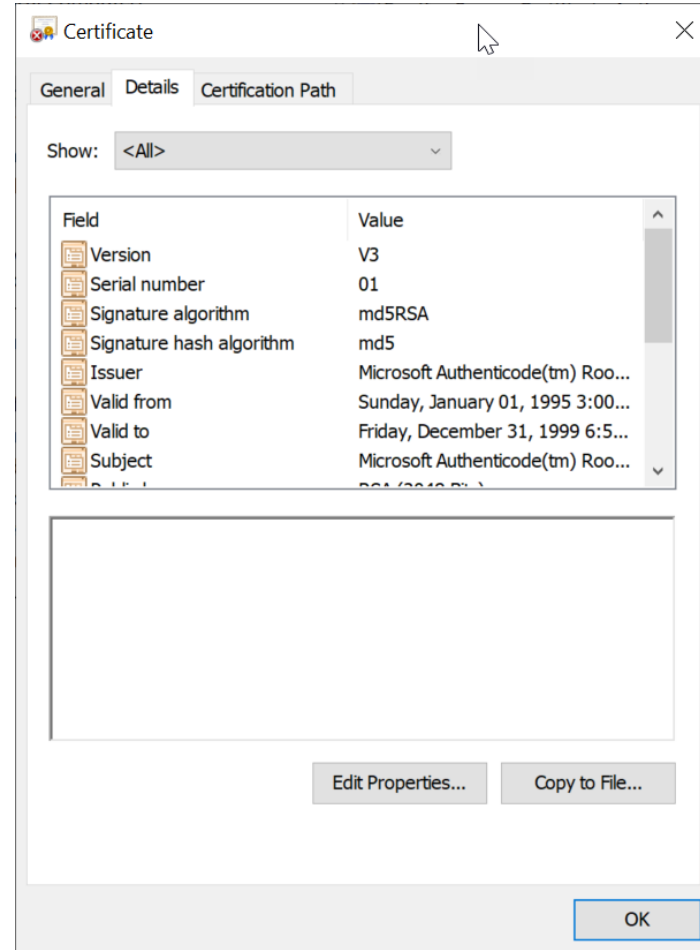 Certificate
General Details Certification Path
Show: <All>
Field Value
Version V3
Serial number 01
Signature algorithm md5RSA
Signature hash algorithm md5
Issuer Microsoft Authenticode(tm) Roo...
Valid from Sunday, January 01, 1995 3:00...
Valid to Friday, December 31, 1999 6:5...
Subject Microsoft Authenticode(tm) Roo...
Edit Properties... Copy to File...
OK